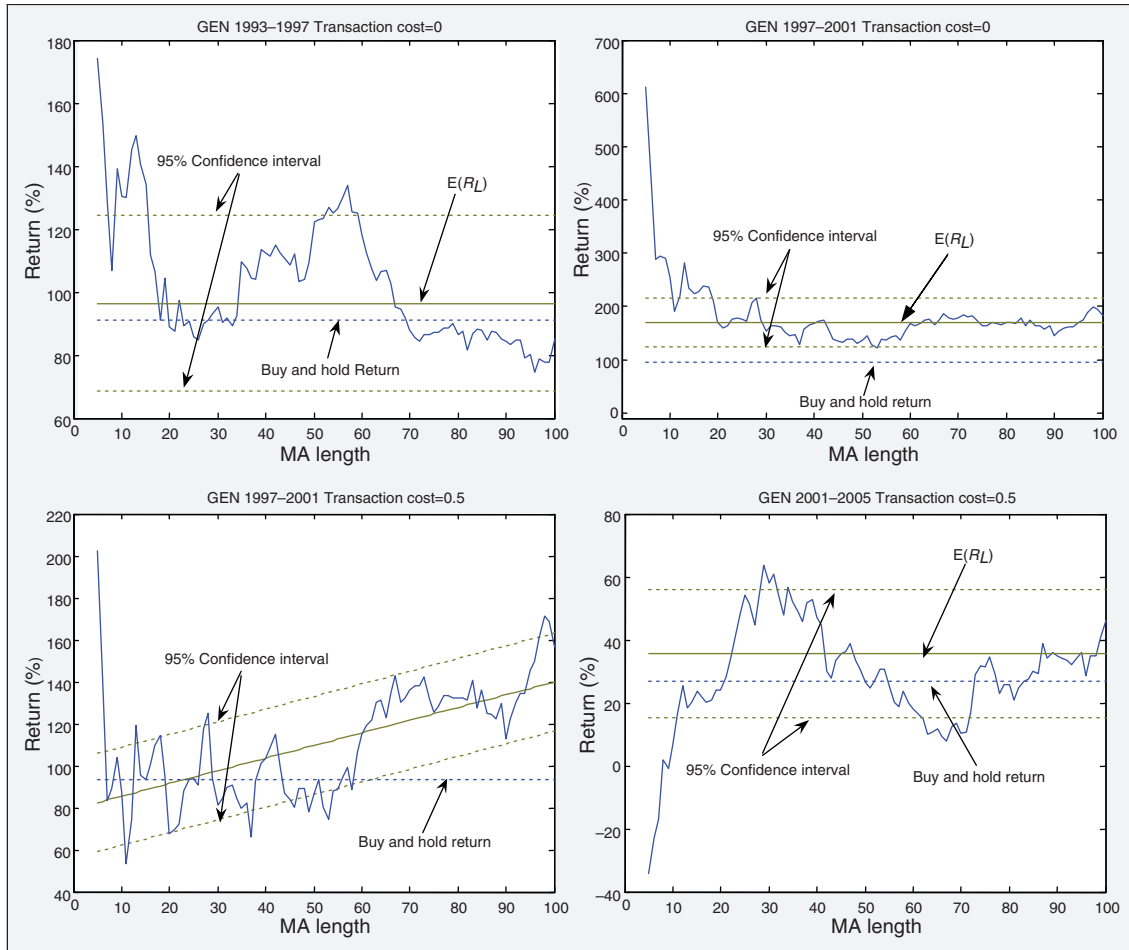 GEN 1993–1997 Transaction cost=0
180
160
140
120
100
80
60
0 10 20 30 40 50 60 70 80 90 100
Return (%)
MA length
95% Confidence interval
E(RL)
Buy and hold Return
GEN 1997–2001 Transaction cost=0
700
600
500
400
300
200
100
0
0 10 20 30 40 50 60 70 80 90 100
Return (%)
MA length
95% Confidence interval
E(RL)
Buy and hold return
GEN 1997–2001 Transaction cost=0.5
220
200
180
160
140
120
100
80
60
40
0 10 20 30 40 50 60 70 80 90 100
Return (%)
MA length
95% Confidence interval
Buy and hold return
GEN 2001–2005 Transaction cost=0.5
80
60
40
20
0
–20
–40
0 10 20 30 40 50 60 70 80 90 100
Return (%)
MA length
E(RL)
95% Confidence interval
Buy and hold return